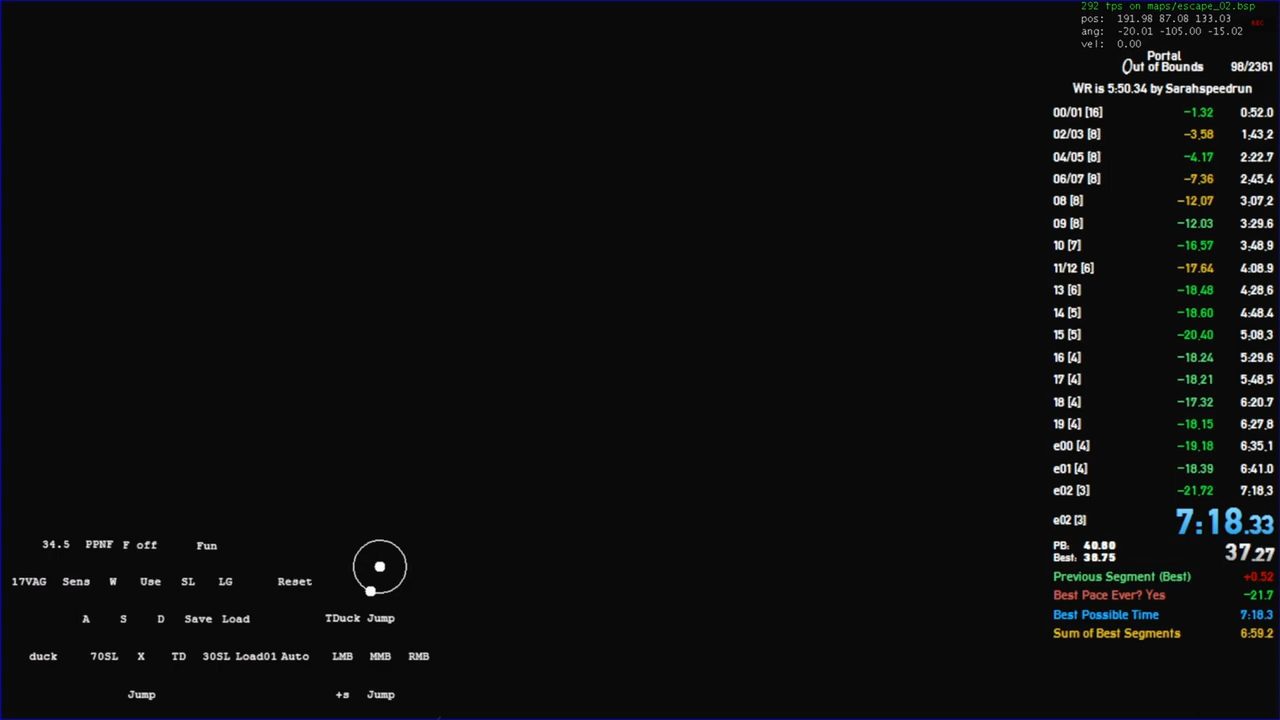 292 fps on maps/escape_02.bsp
pos: 191.98 87.08 133.03
ang: -20.01 -105.00 -15.02
vel: 0.00
Portal
Out of Bounds 98/2361
WR is 5:50.34 by Sarahspeedrun
00/01 [16] -1.32 0:52.0
02/03 [8] -3.58 1:43.2
04/05 [8] -4.17 2:22.7
06/07 [8] -7.36 2:45.4
08 [8] -12.07 3:07.2
09 [8] -12.03 3:29.6
10 [7] -16.57 3:48.9
11/12 [6] -17.64 4:08.9
13 [6] -18.48 4:28.6
14 [5] -18.60 4:48.4
15 [5] -20.40 5:08.3
16 [4] -18.24 5:29.6
17 [4] -18.21 5:48.5
18 [4] -17.32 6:20.7
19 [4] -18.15 6:27.8
e00 [4] -19.18 6:35.1
e01 [4] -18.39 6:41.0
e02 [3] -21.72 7:18.3
e02 [3] 7:18.33
PB: 40.60
Best: 36.75 37.27
Previous Segment (Best) +0.52
Best Pace Ever? Yes -21.7
Best Possible Time 7:18.3
Sum of Best Segments 6:59.2
34.5 PPNF F off Fun
17VAG Sens W Use SL LG Reset
A S D Save Load TDuck Jump
duck 70SL X TD 30SL Load01 Auto LMB MMB RMB
Jump +s Jump